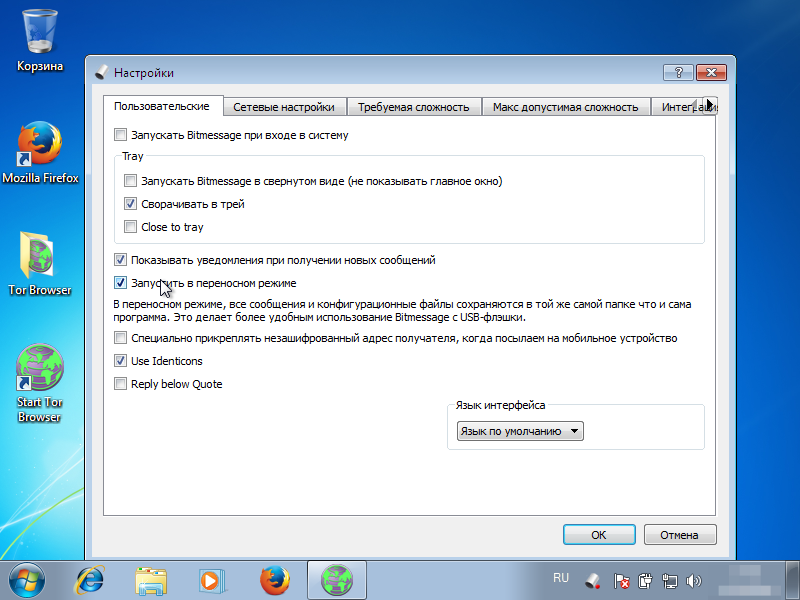 Корзина
Mozilla Firefox
Tor Browser
Start Tor
Browser
Настройки
?
Пользовательские
Сетевые настройки
Требуемая сложность
Макс допустимая сложность
Запускать Bitmessage при входе в систему
Tray
Запускать Bitmessage в свернутом виде (не показывать главное окно)
Сворачивать в трей
Close to tray
Показывать уведомления при получении новых сообщений
Запустить в переносном режиме
В переносном режиме, все сообщения и конфигурационные файлы сохраняются в той же самой папке что и сама
программа. Это делает более удобным использование Bitmessage с USB-флэшки.
Специально прикреплять незашифрованный адрес получателя, когда посылаем на мобильное устройство
Use Identicons
Reply below Quote
Язык интерфейса
Язык по умолчанию
OK
Отмена
RU